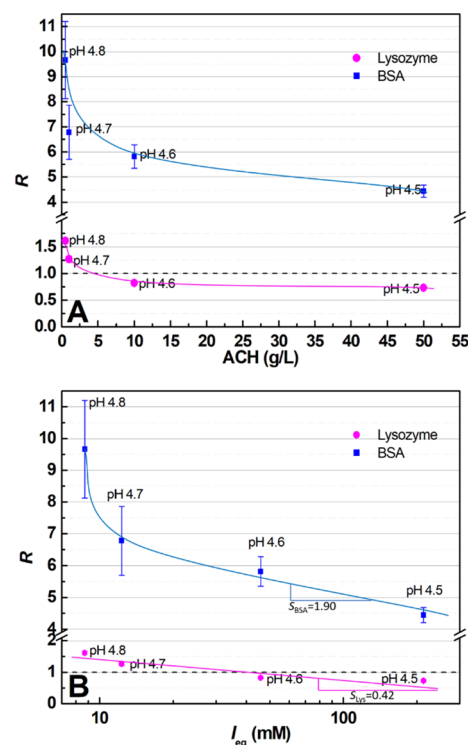 11
10
9
8
7
6
5
4
1.5
1.0
0.5
0.0
R
pH 4.8
pH 4.7
pH 4.6
pH 4.5
Lysozyme
BSA
pH 4.8
pH 4.7
pH 4.6
pH 4.5
A
0 5 10 15 20 25 30 35 40 45 50 55
ACH (g/L)
11
10
9
8
7
6
5
4
2
1
0
R
pH 4.8
pH 4.7
pH 4.6
pH 4.5
Lysozyme
BSA
S_BSA=1.90
pH 4.8
pH 4.7
pH 4.6
pH 4.5
S_Lys=0.42
B
10 100
I_eq (mM)